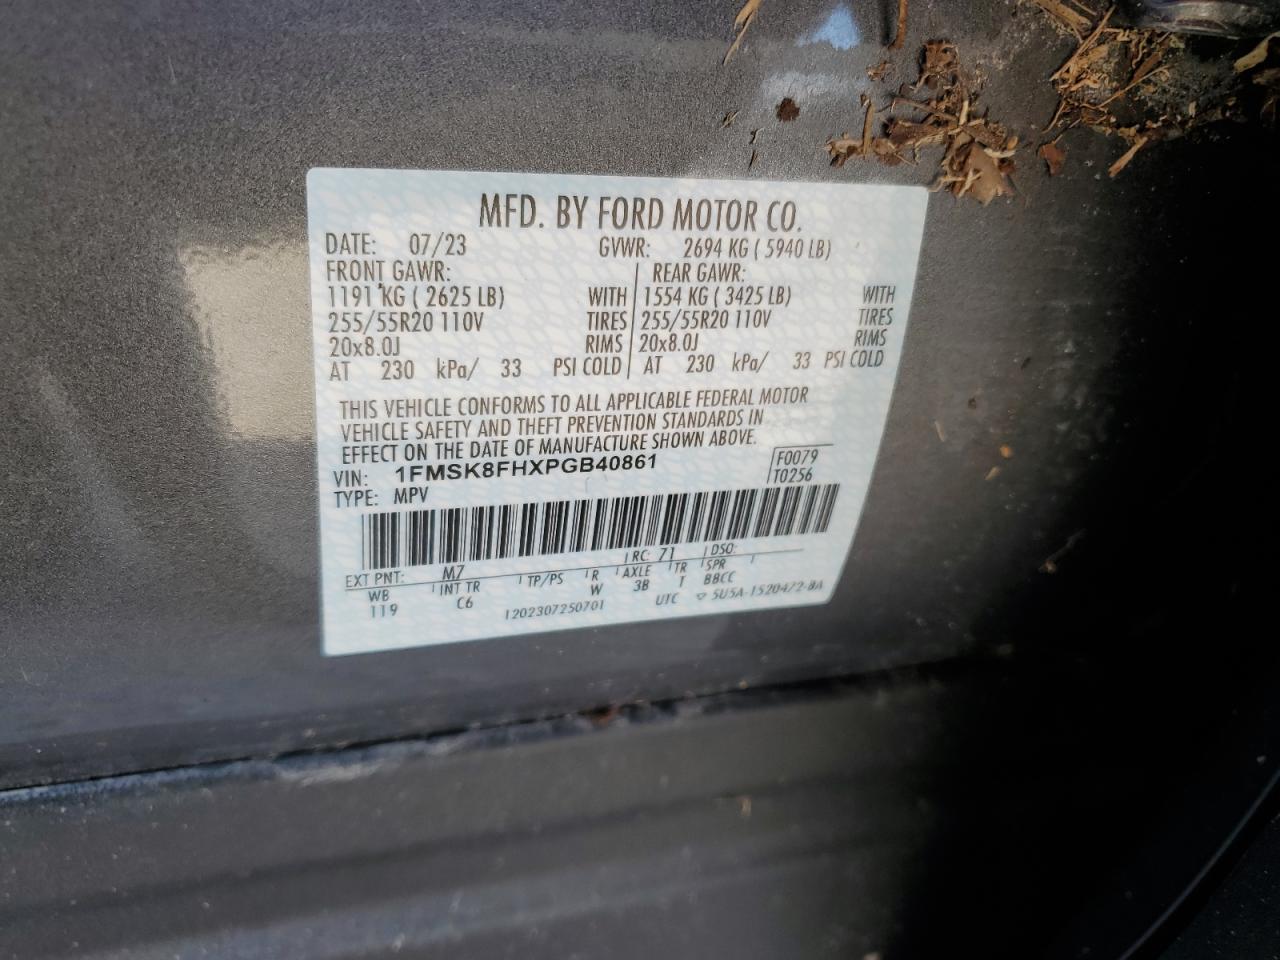 MFD. BY FORD MOTOR CO.
DATE: 07/23 GVWR: 2694 KG ( 5940 LB)
FRONT GAWR: REAR GAWR:
1191 KG ( 2625 LB) WITH 1554 KG ( 3425 LB) WITH
255/55R20 110V TIRES 255/55R20 110V TIRES
20x8.0J RIMS 20x8.0J RIMS
AT 230 kPa/ 33 PSI COLD AT 230 kPa/ 33 PSI COLD
THIS VEHICLE CONFORMS TO ALL APPLICABLE FEDERAL MOTOR
VEHICLE SAFETY AND THEFT PREVENTION STANDARDS IN
EFFECT ON THE DATE OF MANUFACTURE SHOWN ABOVE.
VIN: 1FMSK8FHXPGB40861 F0079
TYPE: MPV T0256
EXT PNT: M7 RC: 71 DSO:
WB INT TR TP/PS R AXLE TR SPR
119 C6 W 3B T BBCC
1202307250701 UTC ▽ 5U5A-1520472-BA